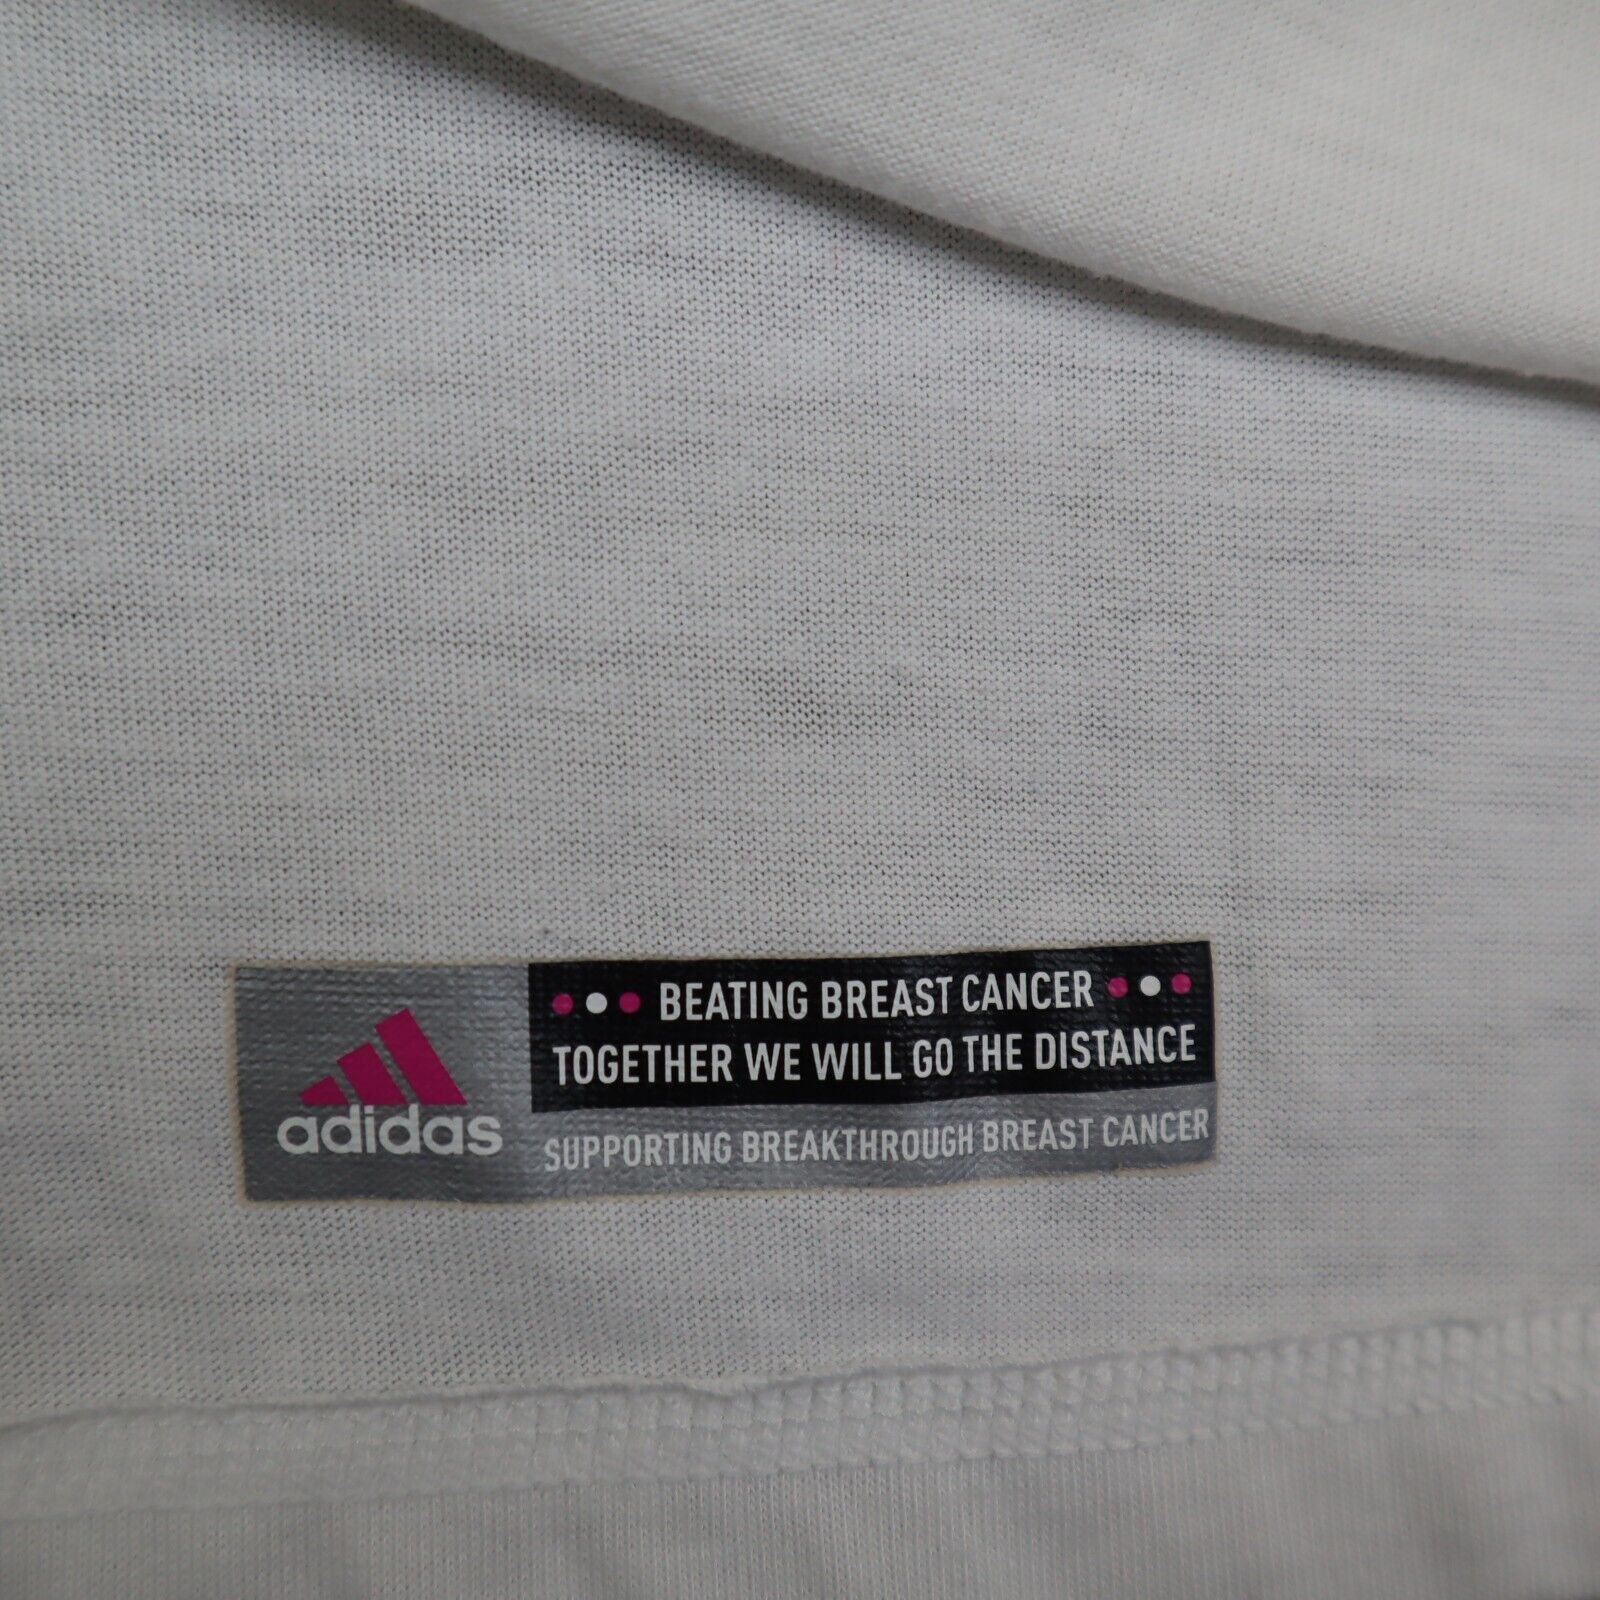 adidas
BEATING BREAST CANCER
TOGETHER WE WILL GO THE DISTANCE
SUPPORTING BREAKTHROUGH BREAST CANCER